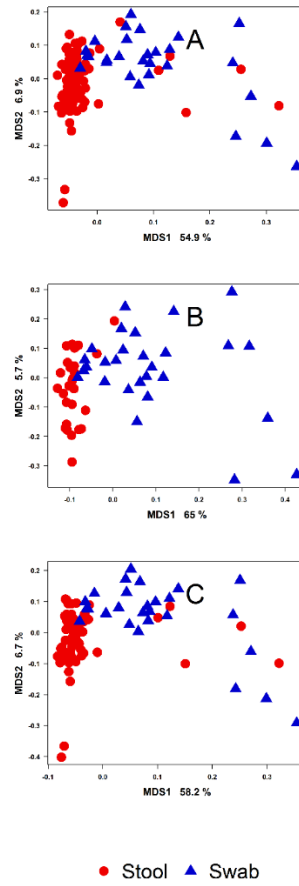 A
0.2
0.1
0.0
-0.1
-0.2
-0.3
MDS2 6.9 %
0.0 0.1 0.2 0.3
MDS1 54.9 %
B
0.3
0.2
0.1
0.0
-0.1
-0.2
-0.3
MDS2 5.7 %
-0.1 0.0 0.1 0.2 0.3 0.4
MDS1 65 %
C
0.2
0.1
0.0
-0.1
-0.2
-0.3
-0.4
MDS2 6.7 %
-0.1 0.0 0.1 0.2 0.3
MDS1 58.2 %
Stool Swab